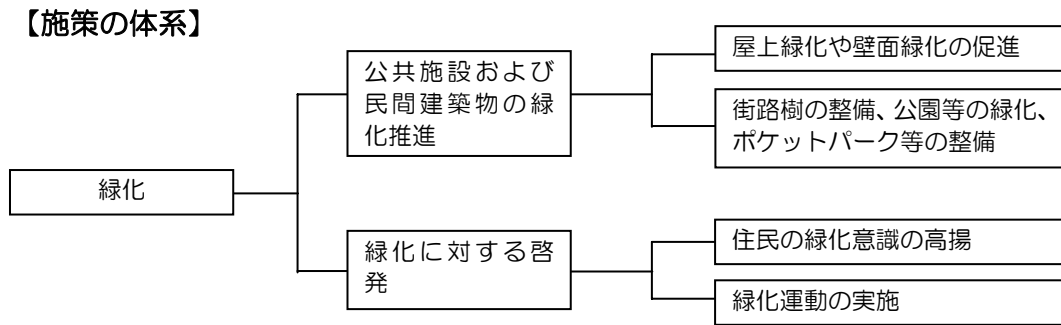 【施策の体系】
屋上緑化や壁面緑化の促進
公共施設および
民間建築物の緑
化推進
街路樹の整備、公園等の緑化、
ポケットパーク等の整備
緑化
住民の緑化意識の高揚
緑化に対する啓
発
緑化運動の実施